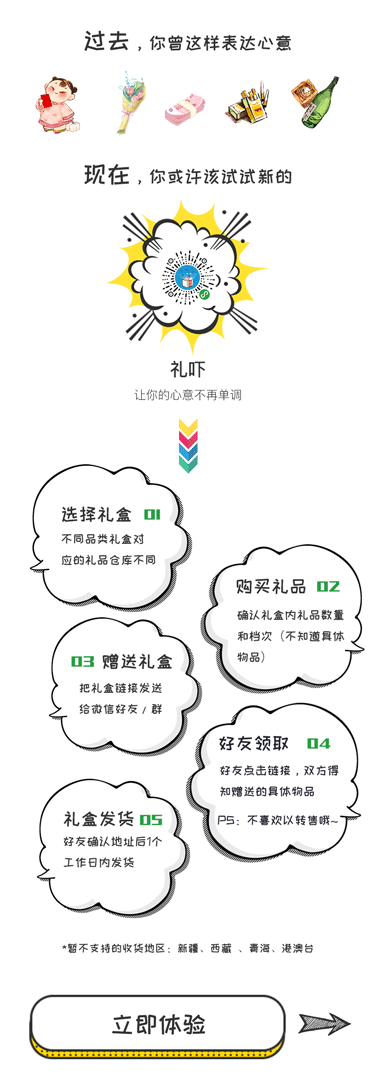 过去，你曾这样表达心意
现在，你或许该试试新的
礼吓
让你的心意不再单调
选择礼盒 01
不同品类礼盒对
应的礼品仓库不同
购买礼品 02
确认礼盒内礼品数量
和档次（不知道具体
物品）
03 赠送礼盒
把礼盒链接发送
给微信好友/群
好友领取 04
好友点击链接，双方得
知赠送的具体物品
PS：不喜欢以转售哦~
礼盒发货 05
好友确认地址后1个
工作日内发货
*暂不支持的收货地区：新疆、西藏 、青海、港澳台
立即体验